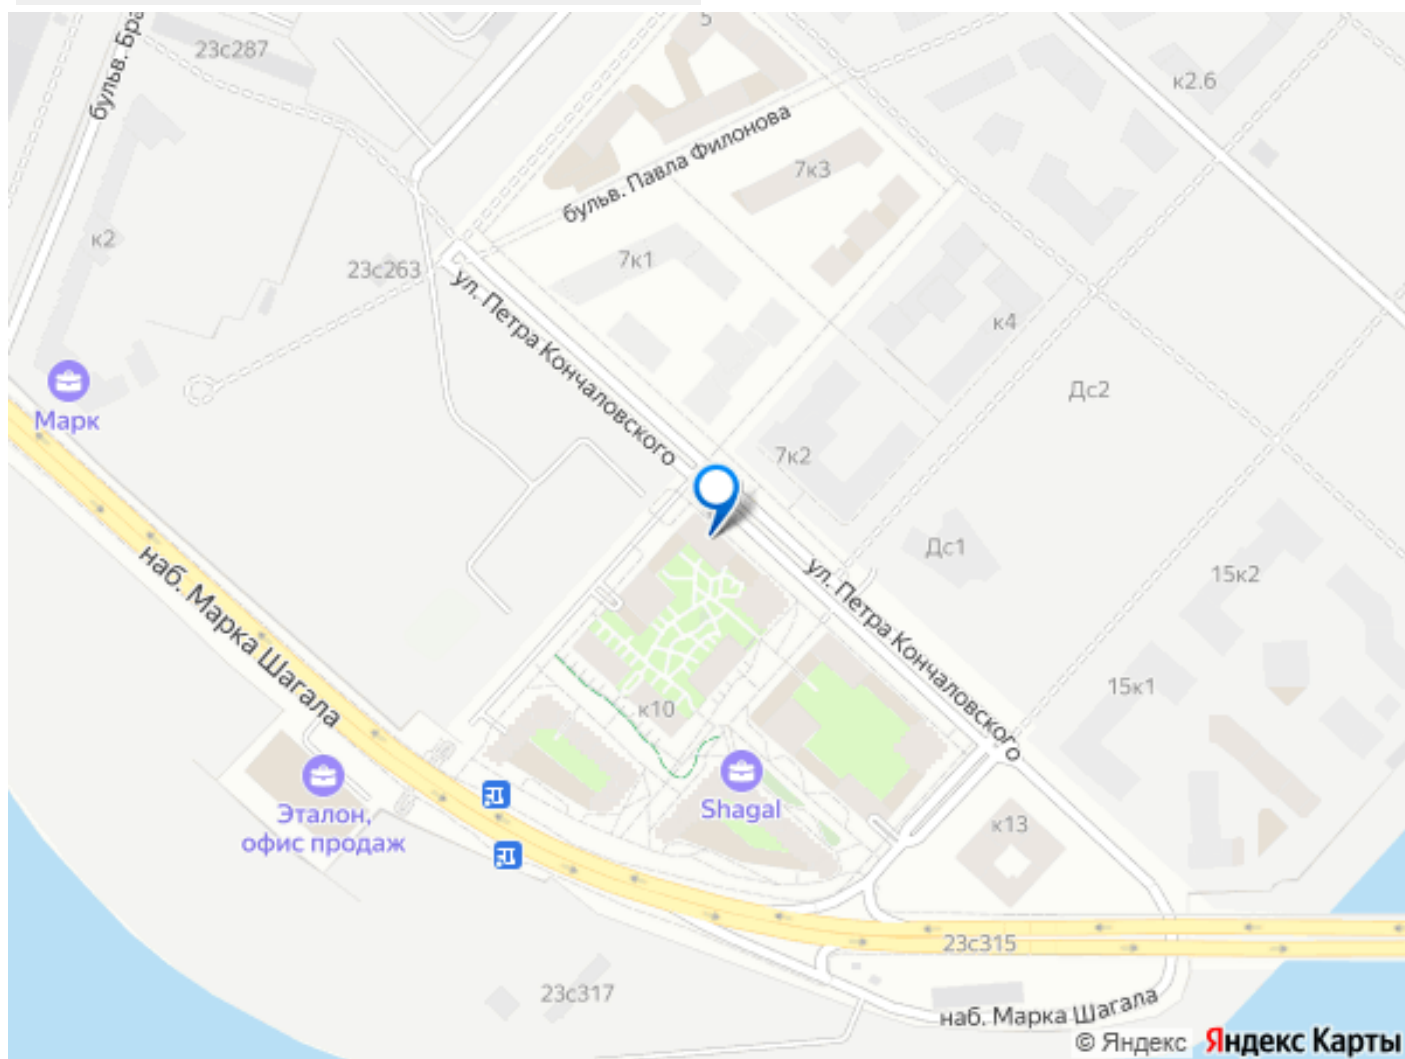 5
23с287
бульв. Бра
к2.6
бульв. Павла Филонова
7к3
к2
23с263
7к1
ул. Петра Кончаловского
к4
Дс2
Марк
7к2
Дс1
15к2
ул. Петра Кончаловского
наб. Марка Шагала
15к1
к10
Shagal
Эталон,
офис продаж
к13
23с315
23с317
наб. Марка Шагала
© Яндекс Яндекс Карты